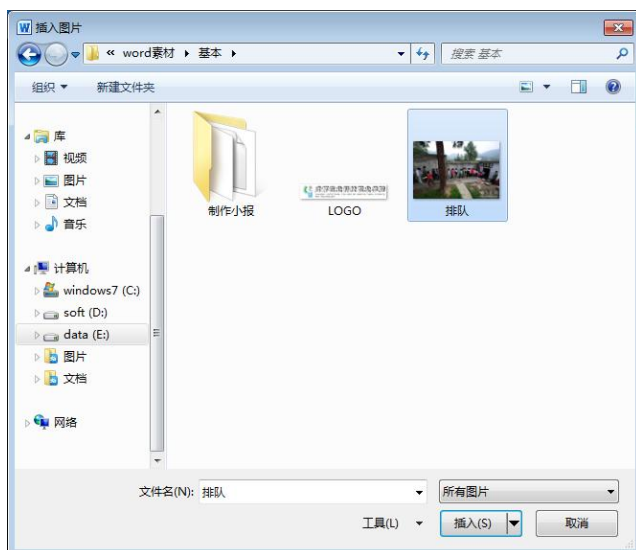 插入图片
« word素材 基本
搜索 基本
组织 新建文件夹
库
视频
图片
文档
音乐
计算机
windows7 (C:)
soft (D:)
data (E:)
图片
文档
网络
制作小报
LOGO
排队
文件名(N): 排队
所有图片
工具(L) 插入(S) 取消